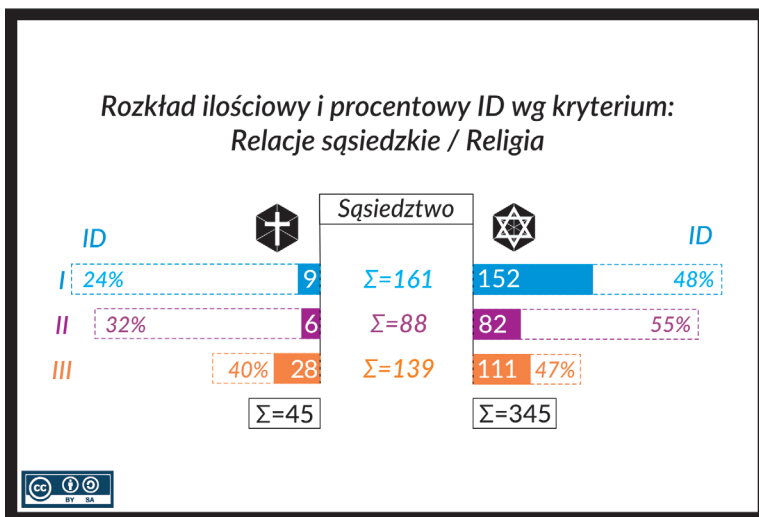 Rozkład ilościowy i procentowy ID wg kryterium:
Relacje sąsiedzkie / Religia
Sąsiedztwo
ID ID
I 24% 9 Σ=161 152 48%
II 32% 6 Σ=88 82 55%
III 40% 28 Σ=139 111 47%
Σ=45 Σ=345
cc BY SA